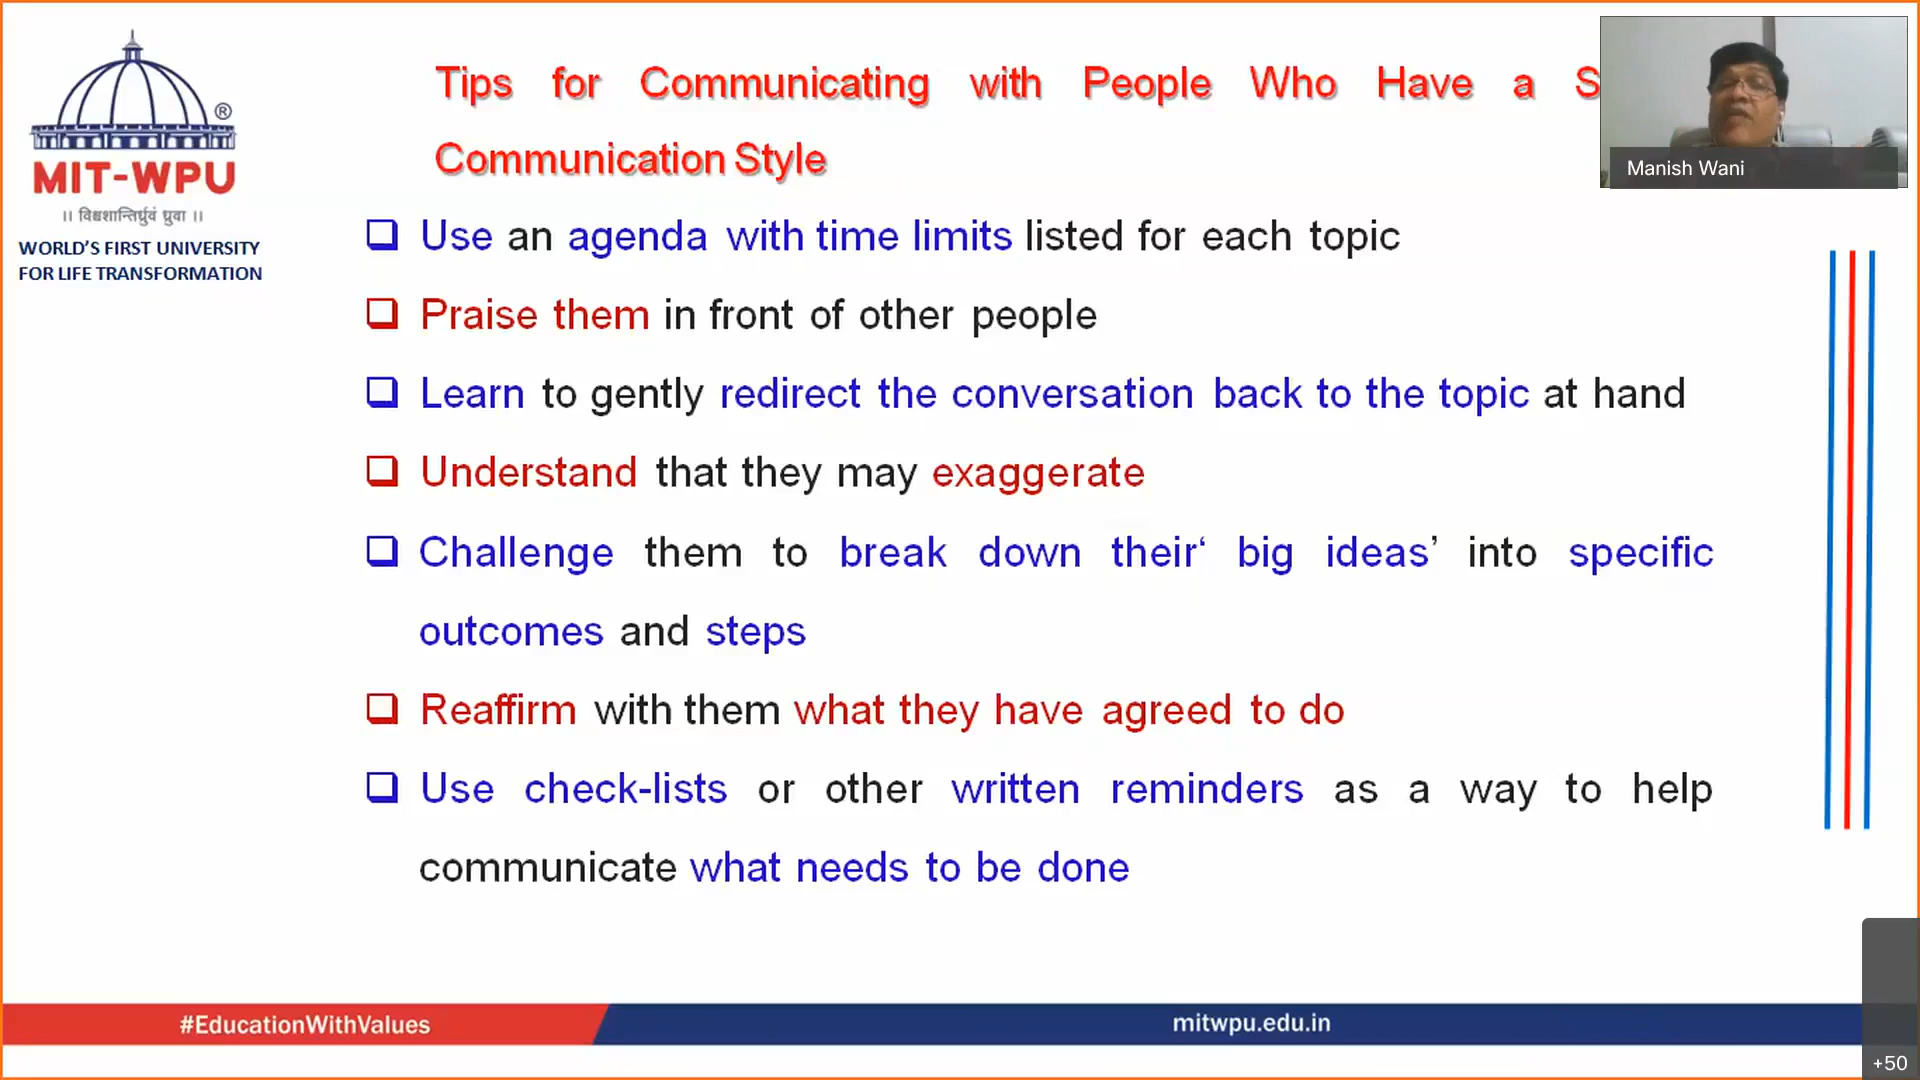 Tips for Communicating with People Who Have a
Communication Style
Use an agenda with time limits listed for each topic
Praise them in front of other people
Learn to gently redirect the conversation back to the topic at hand
Understand that they may exaggerate
Challenge them to break down their‘ big ideas’ into specific
outcomes and steps
Reaffirm with them what they have agreed to do
Use check-lists or other written reminders as a way to help
communicate what needs to be done
®
MIT-WPU
॥ विश्वशान्तिर्ध्रुवं ध्रुवा ॥
WORLD’S FIRST UNIVERSITY
FOR LIFE TRANSFORMATION
Manish Wani
#EducationWithValues
mitwpu.edu.in
+50